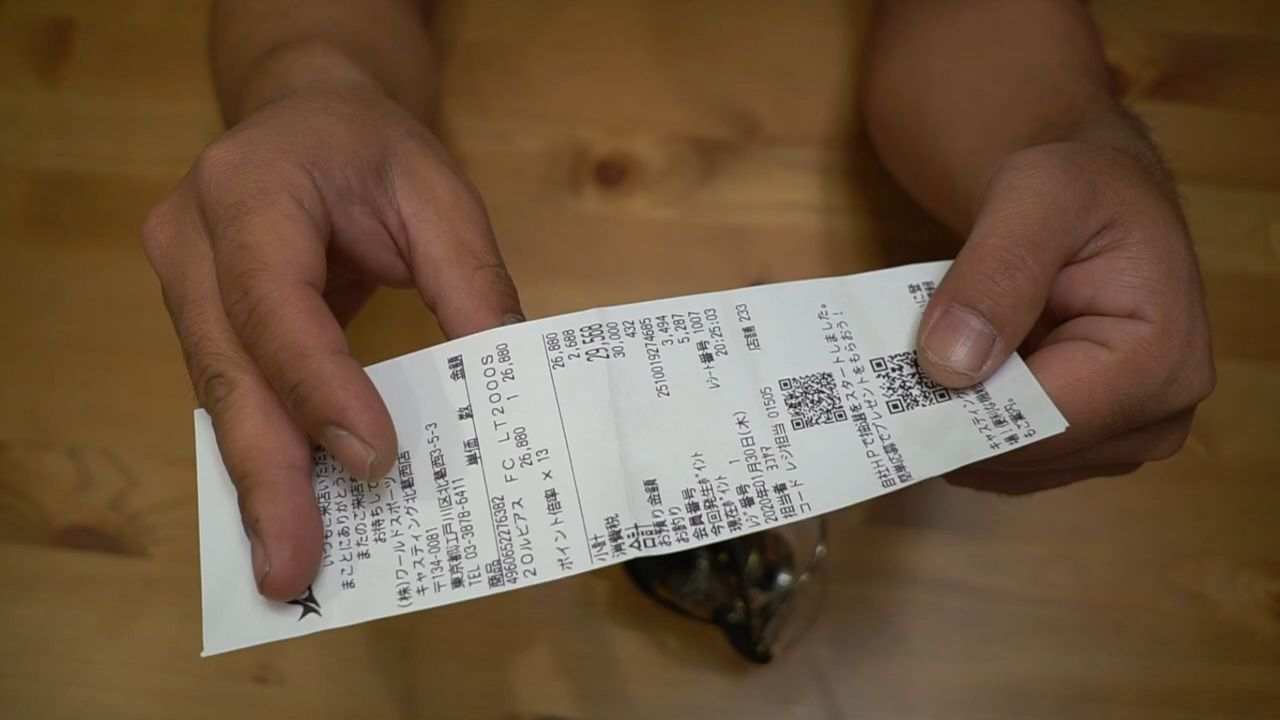 いつもご来店いただき
まことにありがとうご
またのご来店を
お待ちして
(株)ワールドスポーツ
キャスティング北葛西店
〒134-0081
東京都江戸川区北葛西3-5-3
TEL 03-3878-6411
商品 単価 数 金額
4960652276382
20ルビアス FC LT2000S
26,880 1 26,880
ポイント倍率 × 13
小計 26,880
消費税 2,688
合計 29,568
お預り金額 30,000
お釣り 432
会員番号 2510019274685
今回発生ポイント 3,494
現在ポイント 5,287
レジ番号 1 レシート番号 1007
2020年01月30日(木) 20:25:03
担当者 ヨコヤマ
コード レジ担当 01505 店舗 233
自社HPで抽選をスタートしました。
簡単応募でプレゼントをもらおう!
キャスティン